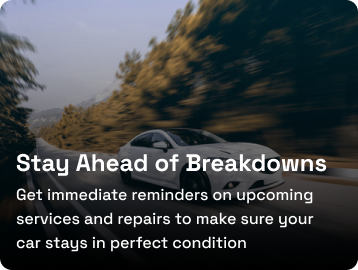 Stay Ahead of Breakdowns
Get immediate reminders on upcoming
services and repairs to make sure your
car stays in perfect condition